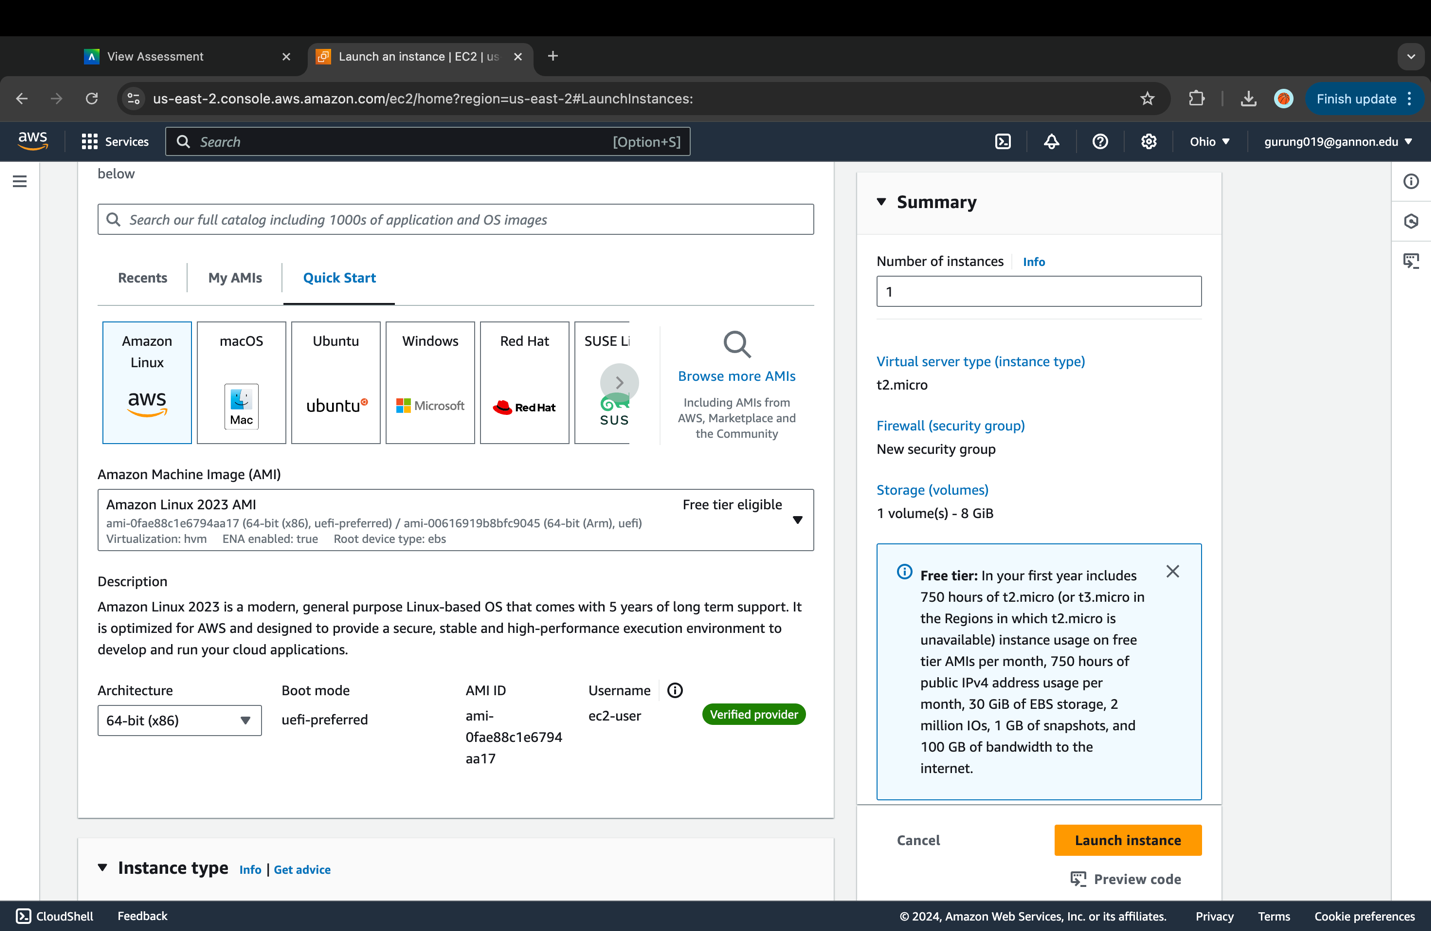 View Assessment
Launch an instance | EC2 | us
us-east-2.console.aws.amazon.com/ec2/home?region=us-east-2#LaunchInstances:
Finish update
aws
Services
Search
[Option+S]
Ohio
gurung019@gannon.edu
below
Search our full catalog including 1000s of application and OS images
Recents
My AMIs
Quick Start
Amazon
Linux
aws
macOS
Mac
Ubuntu
ubuntu
Windows
Microsoft
Red Hat
Red Hat
SUSE Li
SUS
Browse more AMIs
Including AMIs from
AWS, Marketplace and
the Community
Amazon Machine Image (AMI)
Amazon Linux 2023 AMI
Free tier eligible
ami-0fae88c1e6794aa17 (64-bit (x86), uefi-preferred) / ami-00616919b8bfc9045 (64-bit (Arm), uefi)
Virtualization: hvm ENA enabled: true Root device type: ebs
Description
Amazon Linux 2023 is a modern, general purpose Linux-based OS that comes with 5 years of long term support. It
is optimized for AWS and designed to provide a secure, stable and high-performance execution environment to
develop and run your cloud applications.
Architecture
64-bit (x86)
Boot mode
uefi-preferred
AMI ID
ami-
0fae88c1e6794
aa17
Username
ec2-user
Verified provider
Instance type
Info | Get advice
Summary
Number of instances
Info
1
Virtual server type (instance type)
t2.micro
Firewall (security group)
New security group
Storage (volumes)
1 volume(s) - 8 GiB
Free tier: In your first year includes
750 hours of t2.micro (or t3.micro in
the Regions in which t2.micro is
unavailable) instance usage on free
tier AMIs per month, 750 hours of
public IPv4 address usage per
month, 30 GiB of EBS storage, 2
million IOs, 1 GB of snapshots, and
100 GB of bandwidth to the
internet.
Cancel
Launch instance
Preview code
CloudShell
Feedback
© 2024, Amazon Web Services, Inc. or its affiliates.
Privacy
Terms
Cookie preferences